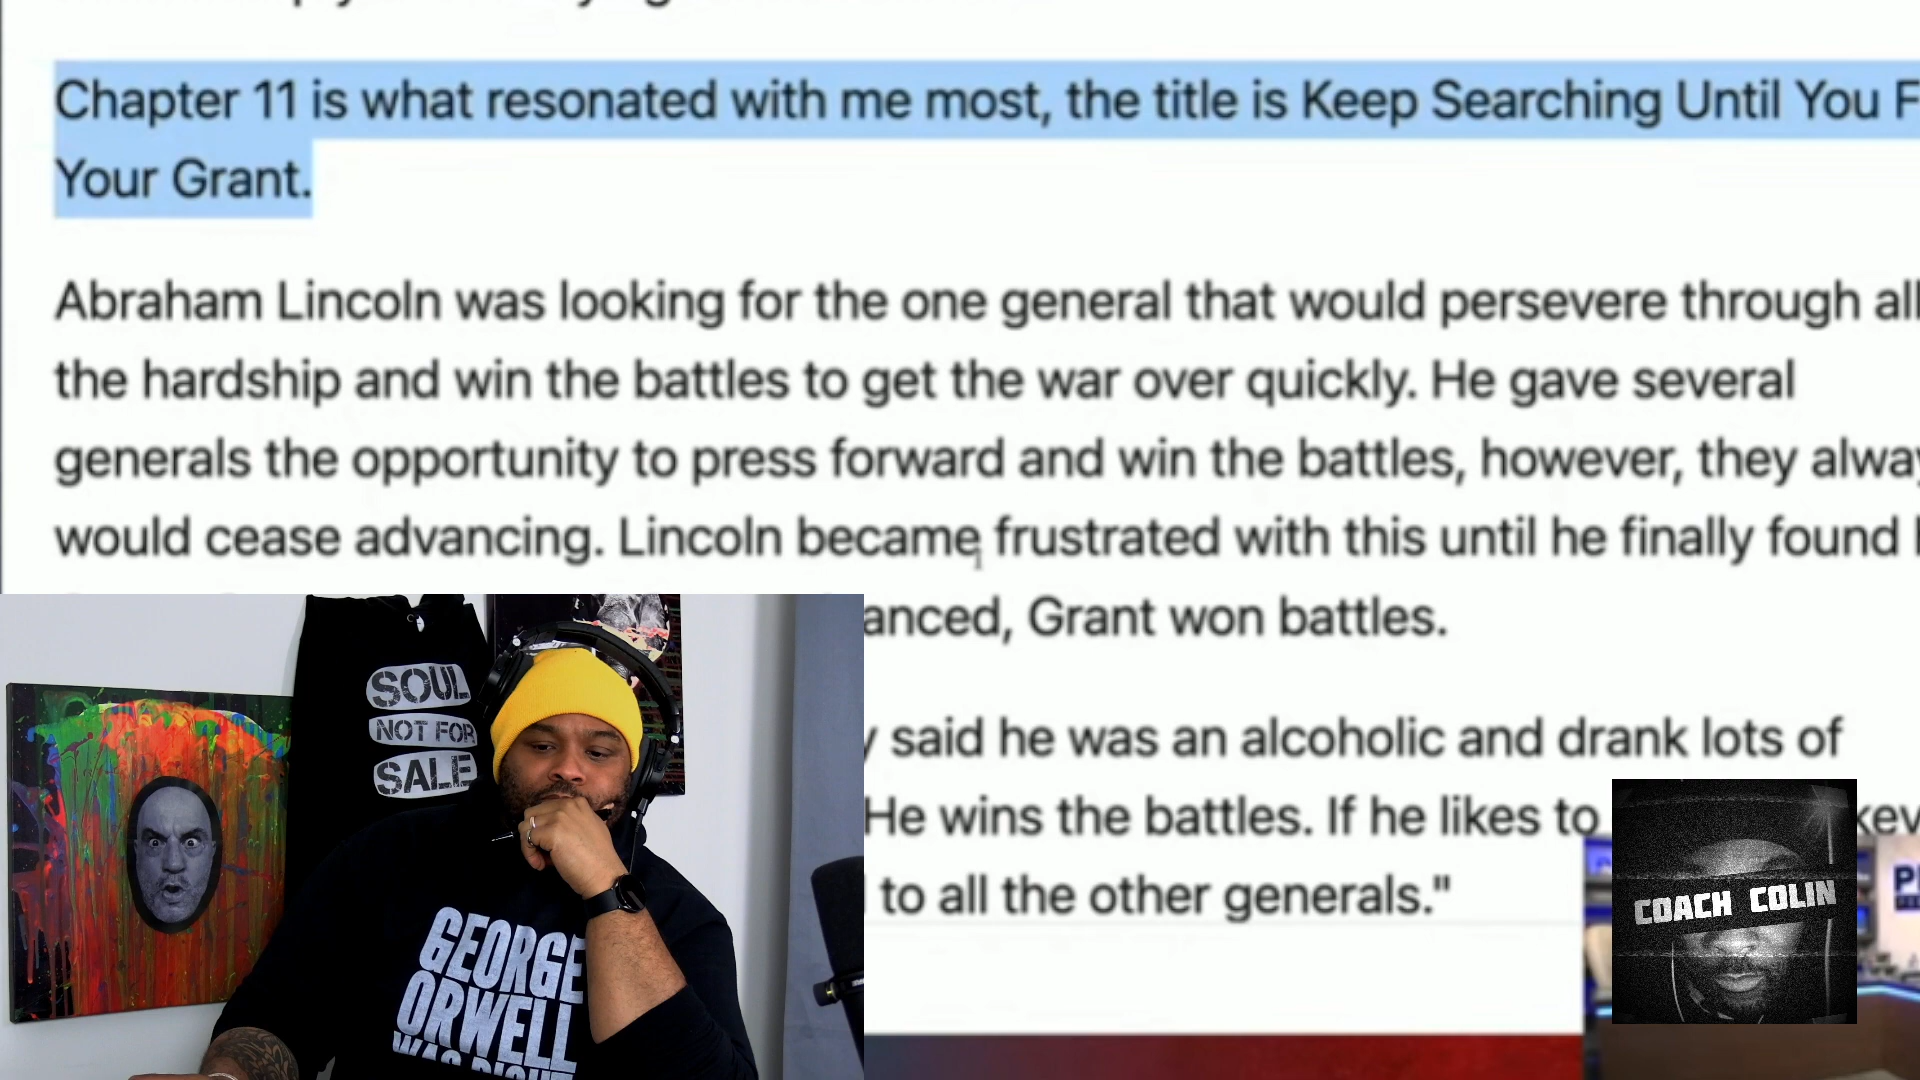 Chapter 11 is what resonated with me most, the title is Keep Searching Until You F
Your Grant.
Abraham Lincoln was looking for the one general that would persevere through all
the hardship and win the battles to get the war over quickly. He gave several
generals the opportunity to press forward and win the battles, however, they alway
would cease advancing. Lincoln became frustrated with this until he finally found
anced, Grant won battles.
y said he was an alcoholic and drank lots of
He wins the battles. If he likes to
key
to all the other generals."
SOUL
NOT FOR
SALE
GEORGE
ORWELL
WAS RIGHT
COACH COLIN